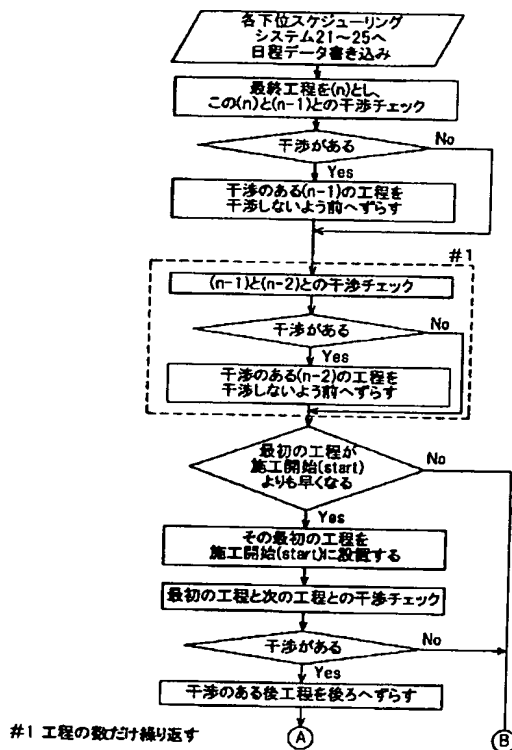 各下位スケジューリング
システム21～25へ
日程データ書き込み
最終工程を(n)とし、
この(n)と(n-1)との干渉チェック
干渉がある
No
Yes
干渉のある(n-1)の工程を
干渉しないよう前へずらす
#1
(n-1)と(n-2)との干渉チェック
干渉がある
No
Yes
干渉のある(n-2)の工程を
干渉しないよう前へずらす
最初の工程が
施工開始(start)
よりも早くなる
No
Yes
その最初の工程を
施工開始(start)に設置する
最初の工程と次の工程との干渉チェック
干渉がある
No
Yes
干渉のある後工程を後ろへずらす
#1 工程の数だけ繰り返す
A
B